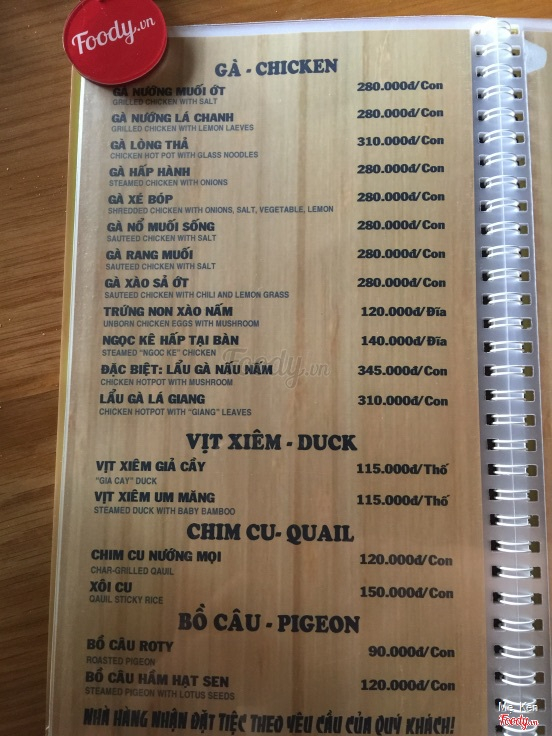 Foody.vn
GÀ - CHICKEN
GÀ NƯỚNG MUỐI ỚT 280.000đ/Con
GRILLED CHICKEN WITH SALT
GÀ NƯỚNG LÁ CHANH 280.000đ/Con
GRILLED CHICKEN WITH LEMON LAEVES
GÀ LÒNG THẢ 310.000đ/Con
CHICKEN HOT POT WITH GLASS NOODLES
GÀ HẤP HÀNH 280.000đ/Con
STEAMED CHICKEN WITH ONIONS
GÀ XÉ BÓP 280.000đ/Con
SHREDDED CHICKEN WITH ONIONS, SALT, VEGETABLE, LEMON
GÀ NỔ MUỐI SỐNG 280.000đ/Con
SAUTEED CHICKEN WITH SALT
GÀ RANG MUỐI 280.000đ/Con
SAUTEED CHICKEN WITH SALT
GÀ XÀO SẢ ỚT 280.000đ/Con
SAUTEED CHICKEN WITH CHILI AND LEMON GRASS
TRỨNG NON XÀO NẤM 120.000đ/Đĩa
UNBORN CHICKEN EGGS WITH MUSHROOM
NGỌC KÊ HẤP TẠI BÀN 140.000đ/Đĩa
STEAMED "NGOC KE" CHICKEN
Foody.vn
ĐẶC BIỆT: LẨU GÀ NẤU NẤM 345.000đ/Con
CHICKEN HOTPOT WITH MUSHROOM
LẨU GÀ LÁ GIANG 310.000đ/Con
CHICKEN HOTPOT WITH "GIANG" LEAVES
VỊT XIÊM - DUCK
VỊT XIÊM GIẢ CẦY 115.000đ/Thố
"GIA CAY" DUCK
VỊT XIÊM UM MĂNG 115.000đ/Thố
STEAMED DUCK WITH BABY BAMBOO
CHIM CU- QUAIL
CHIM CU NƯỚNG MỌI 120.000đ/Con
CHAR-GRILLED QAUIL
XÔI CU 150.000đ/Con
QAUIL STICKY RICE
BỒ CÂU - PIGEON
BỒ CÂU ROTY 90.000đ/Con
ROASTED PIGEON
BỒ CÂU HẦM HẠT SEN 120.000đ/Con
STEAMED PIGEON WITH LOTUS SEEDS
NHÀ HÀNG NHẬN ĐẶT TIỆC THEO YÊU CẦU CỦA QUÝ KHÁCH!
Foody.vn